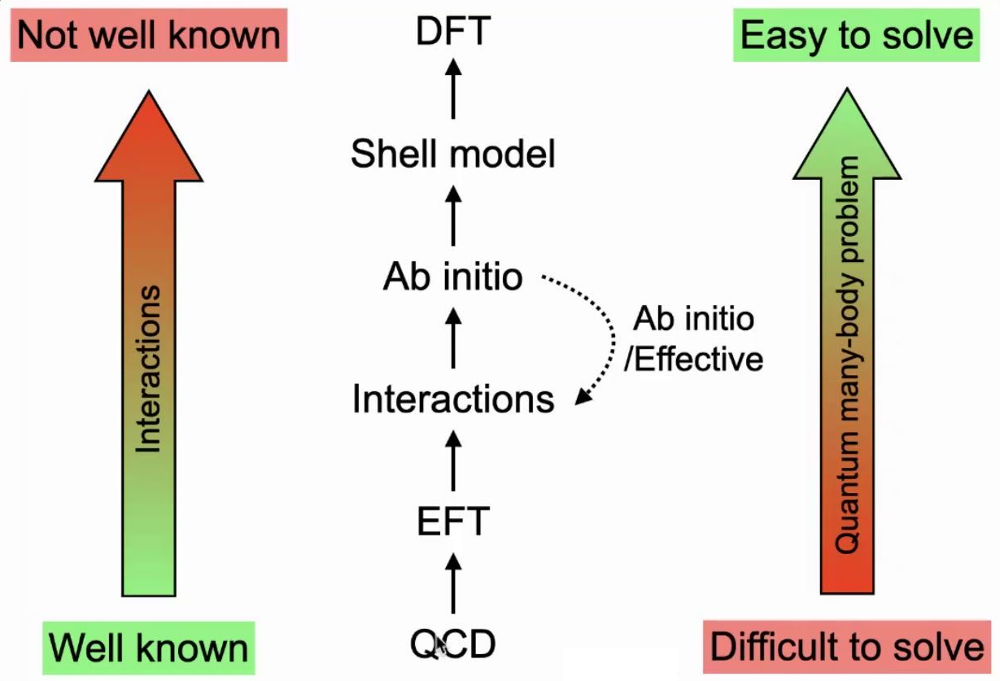 Not well known
DFT
Easy to solve
Shell model
Ab initio
Ab initio
/Effective
Interactions
Interactions
Quantum many-body problem
EFT
Well known
QCD
Difficult to solve